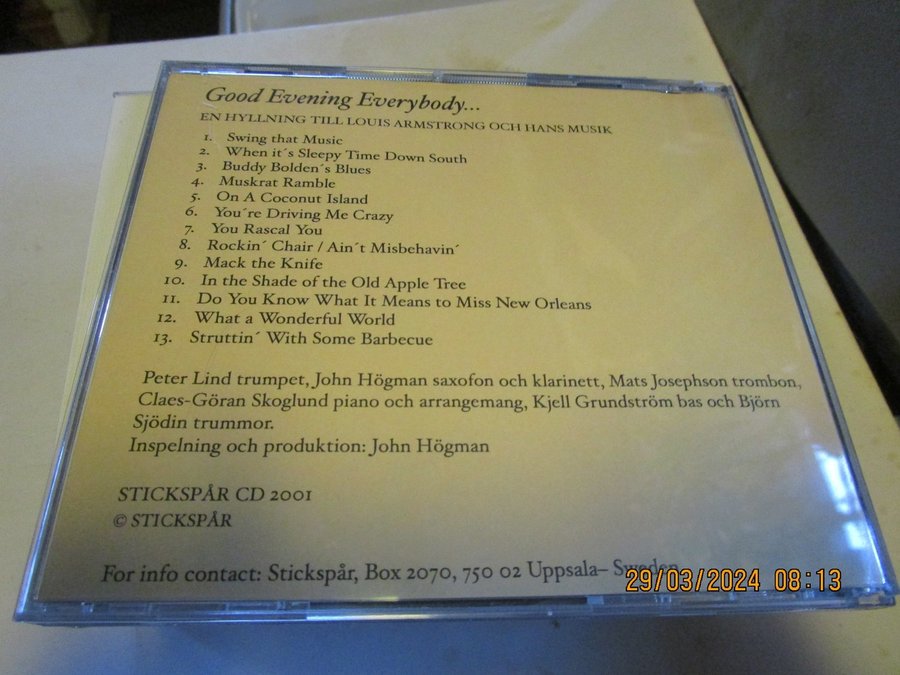 Good Evening Everybody...
EN HYLLNING TILL LOUIS ARMSTRONG OCH HANS MUSIK
1. Swing that Music
2. When it´s Sleepy Time Down South
3. Buddy Bolden´s Blues
4. Muskrat Ramble
5. On A Coconut Island
6. You´re Driving Me Crazy
7. You Rascal You
8. Rockin´ Chair / Ain´t Misbehavin´
9. Mack the Knife
10. In the Shade of the Old Apple Tree
11. Do You Know What It Means to Miss New Orleans
12. What a Wonderful World
13. Struttin´ With Some Barbecue
Peter Lind trumpet, John Högman saxofon och klarinett, Mats Josephson trombon,
Claes-Göran Skoglund piano och arrangemang, Kjell Grundström bas och Björn
Sjödin trummor.
Inspelning och produktion: John Högman
STICKSPÅR CD 2001
© STICKSPÅR
For info contact: Stickspår, Box 2070, 750 02 Uppsala– Sweden
29/03/2024 08:13